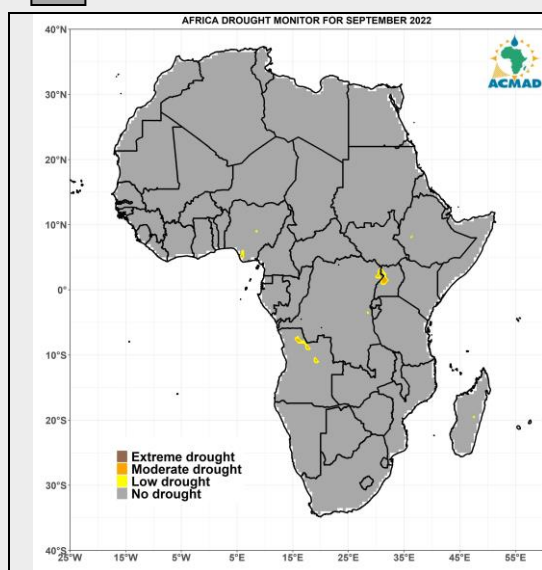 AFRICA DROUGHT MONITOR FOR SEPTEMBER 2022
ACMAD
40°N
30°N
20°N
10°N
0°
10°S
20°S
30°S
40°S
Extreme drought
Moderate drought
Low drought
No drought
25°W 15°W 5°W 5°E 15°E 25°E 35°E 45°E 55°E